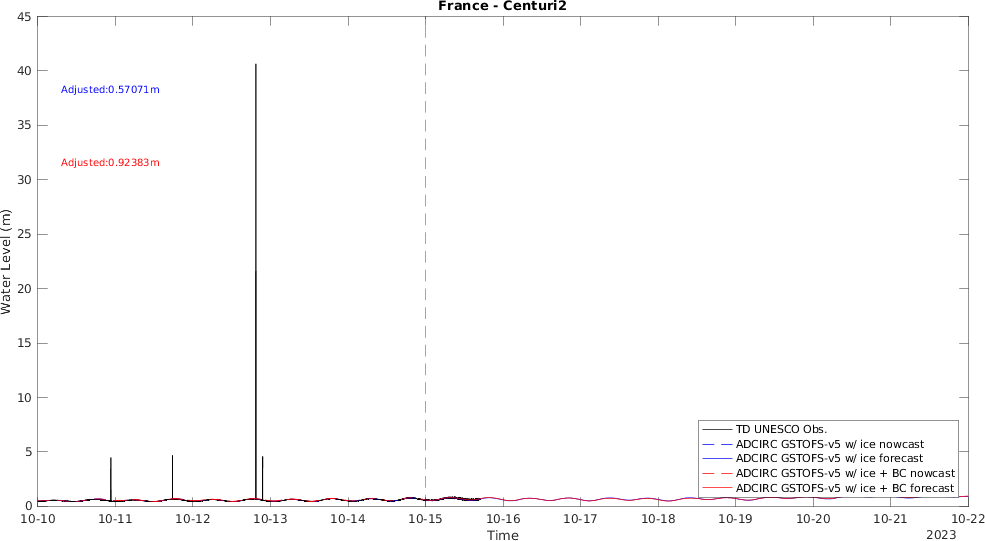 France - Centuri2
45
40
35
30
25
20
15
10
5
0
Water Level (m)
Adjusted:0.57071m
Adjusted:0.92383m
TD UNESCO Obs.
ADCIRC GSTOFS-v5 w/ ice nowcast
ADCIRC GSTOFS-v5 w/ ice forecast
ADCIRC GSTOFS-v5 w/ ice + BC nowcast
ADCIRC GSTOFS-v5 w/ ice + BC forecast
10-10 10-11 10-12 10-13 10-14 10-15 10-16 10-17 10-18 10-19 10-20 10-21 10-22
Time
2023